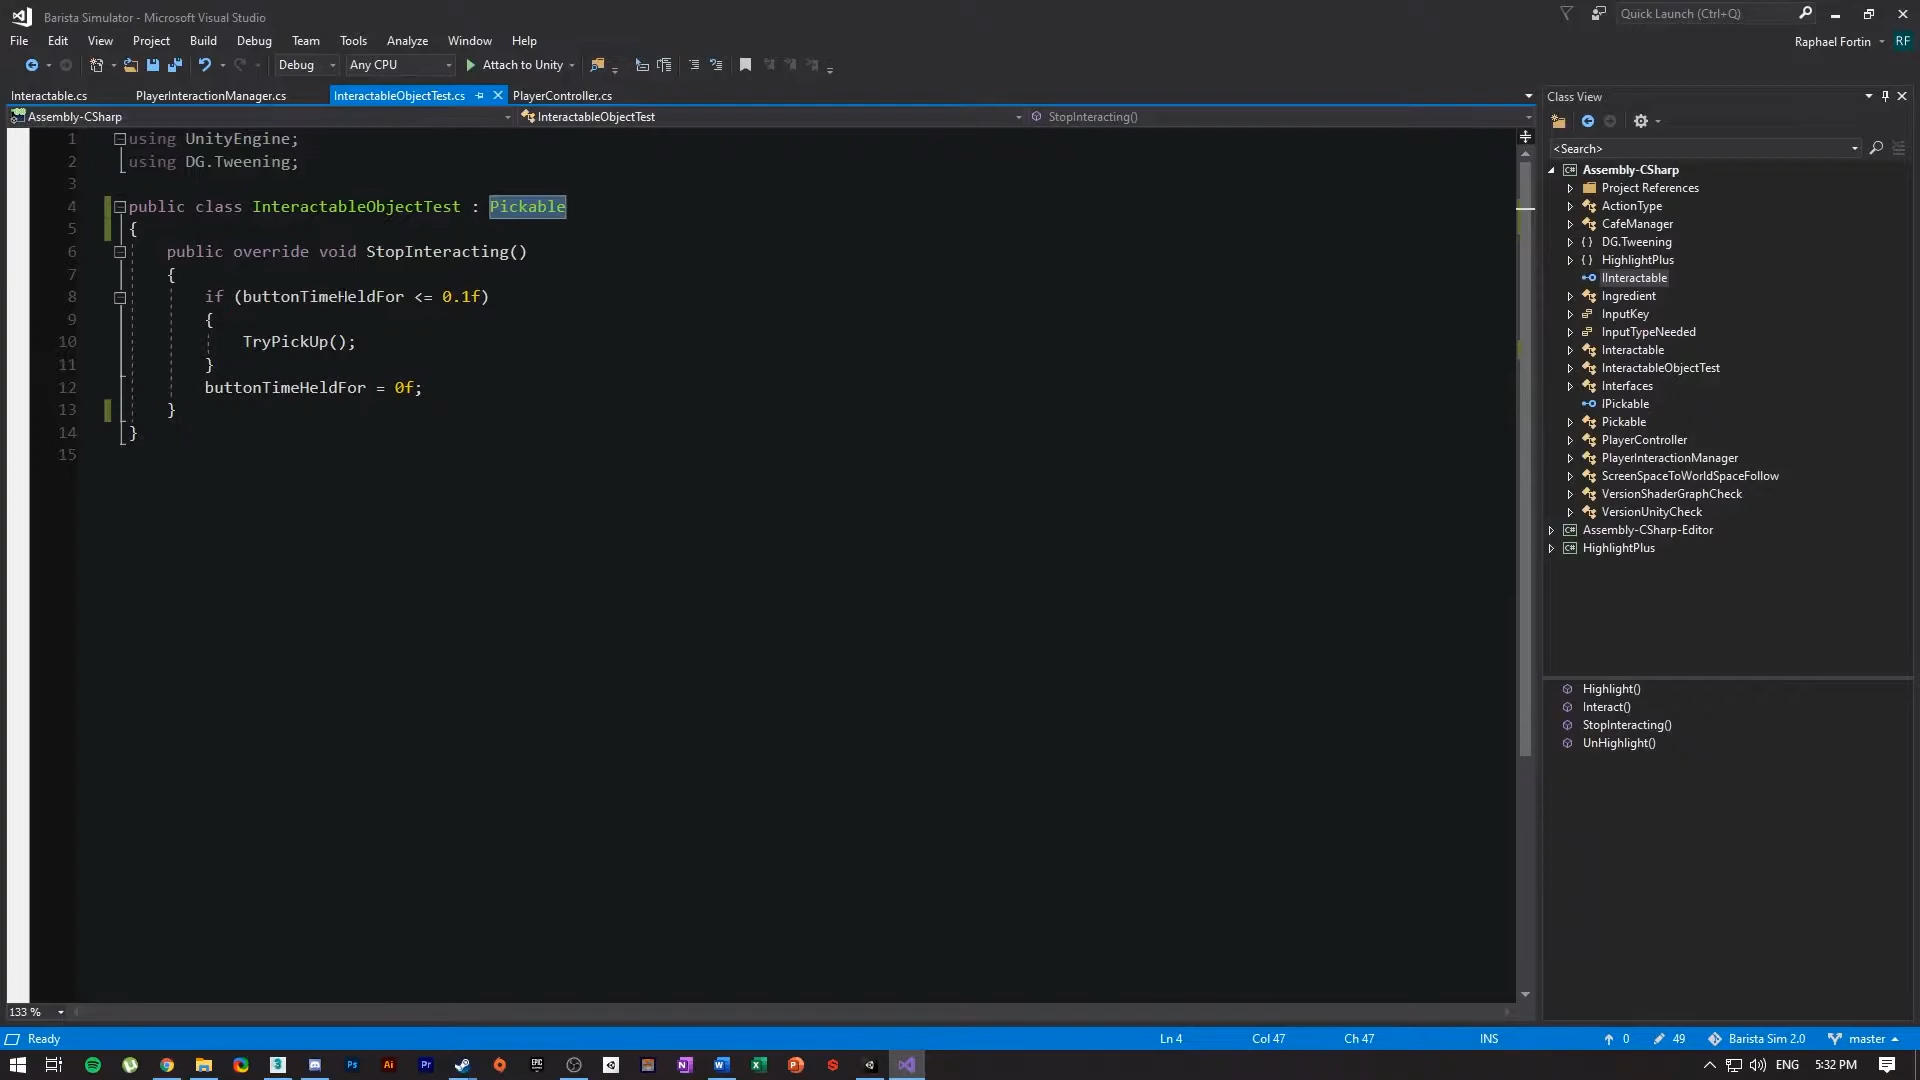 Barista Simulator - Microsoft Visual Studio
Quick Launch (Ctrl+Q)
File Edit View Project Build Debug Team Tools Analyze Window Help
Raphael Fortin RF
Debug Any CPU Attach to Unity
Interactable.cs PlayerInteractionManager.cs InteractableObjectTest.cs PlayerController.cs
Assembly-CSharp InteractableObjectTest StopInteracting()
1 using UnityEngine;
2 using DG.Tweening;
3
4 public class InteractableObjectTest : Pickable
5 {
6 public override void StopInteracting()
7 {
8 if (buttonTimeHeldFor <= 0.1f)
9 {
10 TryPickUp();
11 }
12 buttonTimeHeldFor = 0f;
13 }
14 }
15
Class View
<Search>
Assembly-CSharp
Project References
ActionType
CafeManager
DG.Tweening
HighlightPlus
IInteractable
Ingredient
InputKey
InputTypeNeeded
Interactable
InteractableObjectTest
Interfaces
IPickable
Pickable
PlayerController
PlayerInteractionManager
ScreenSpaceToWorldSpaceFollow
VersionShaderGraphCheck
VersionUnityCheck
Assembly-CSharp-Editor
HighlightPlus
Highlight()
Interact()
StopInteracting()
UnHighlight()
133 %
Ready Ln 4 Col 47 Ch 47 INS 0 49 Barista Sim 2.0 master
ENG 5:32 PM